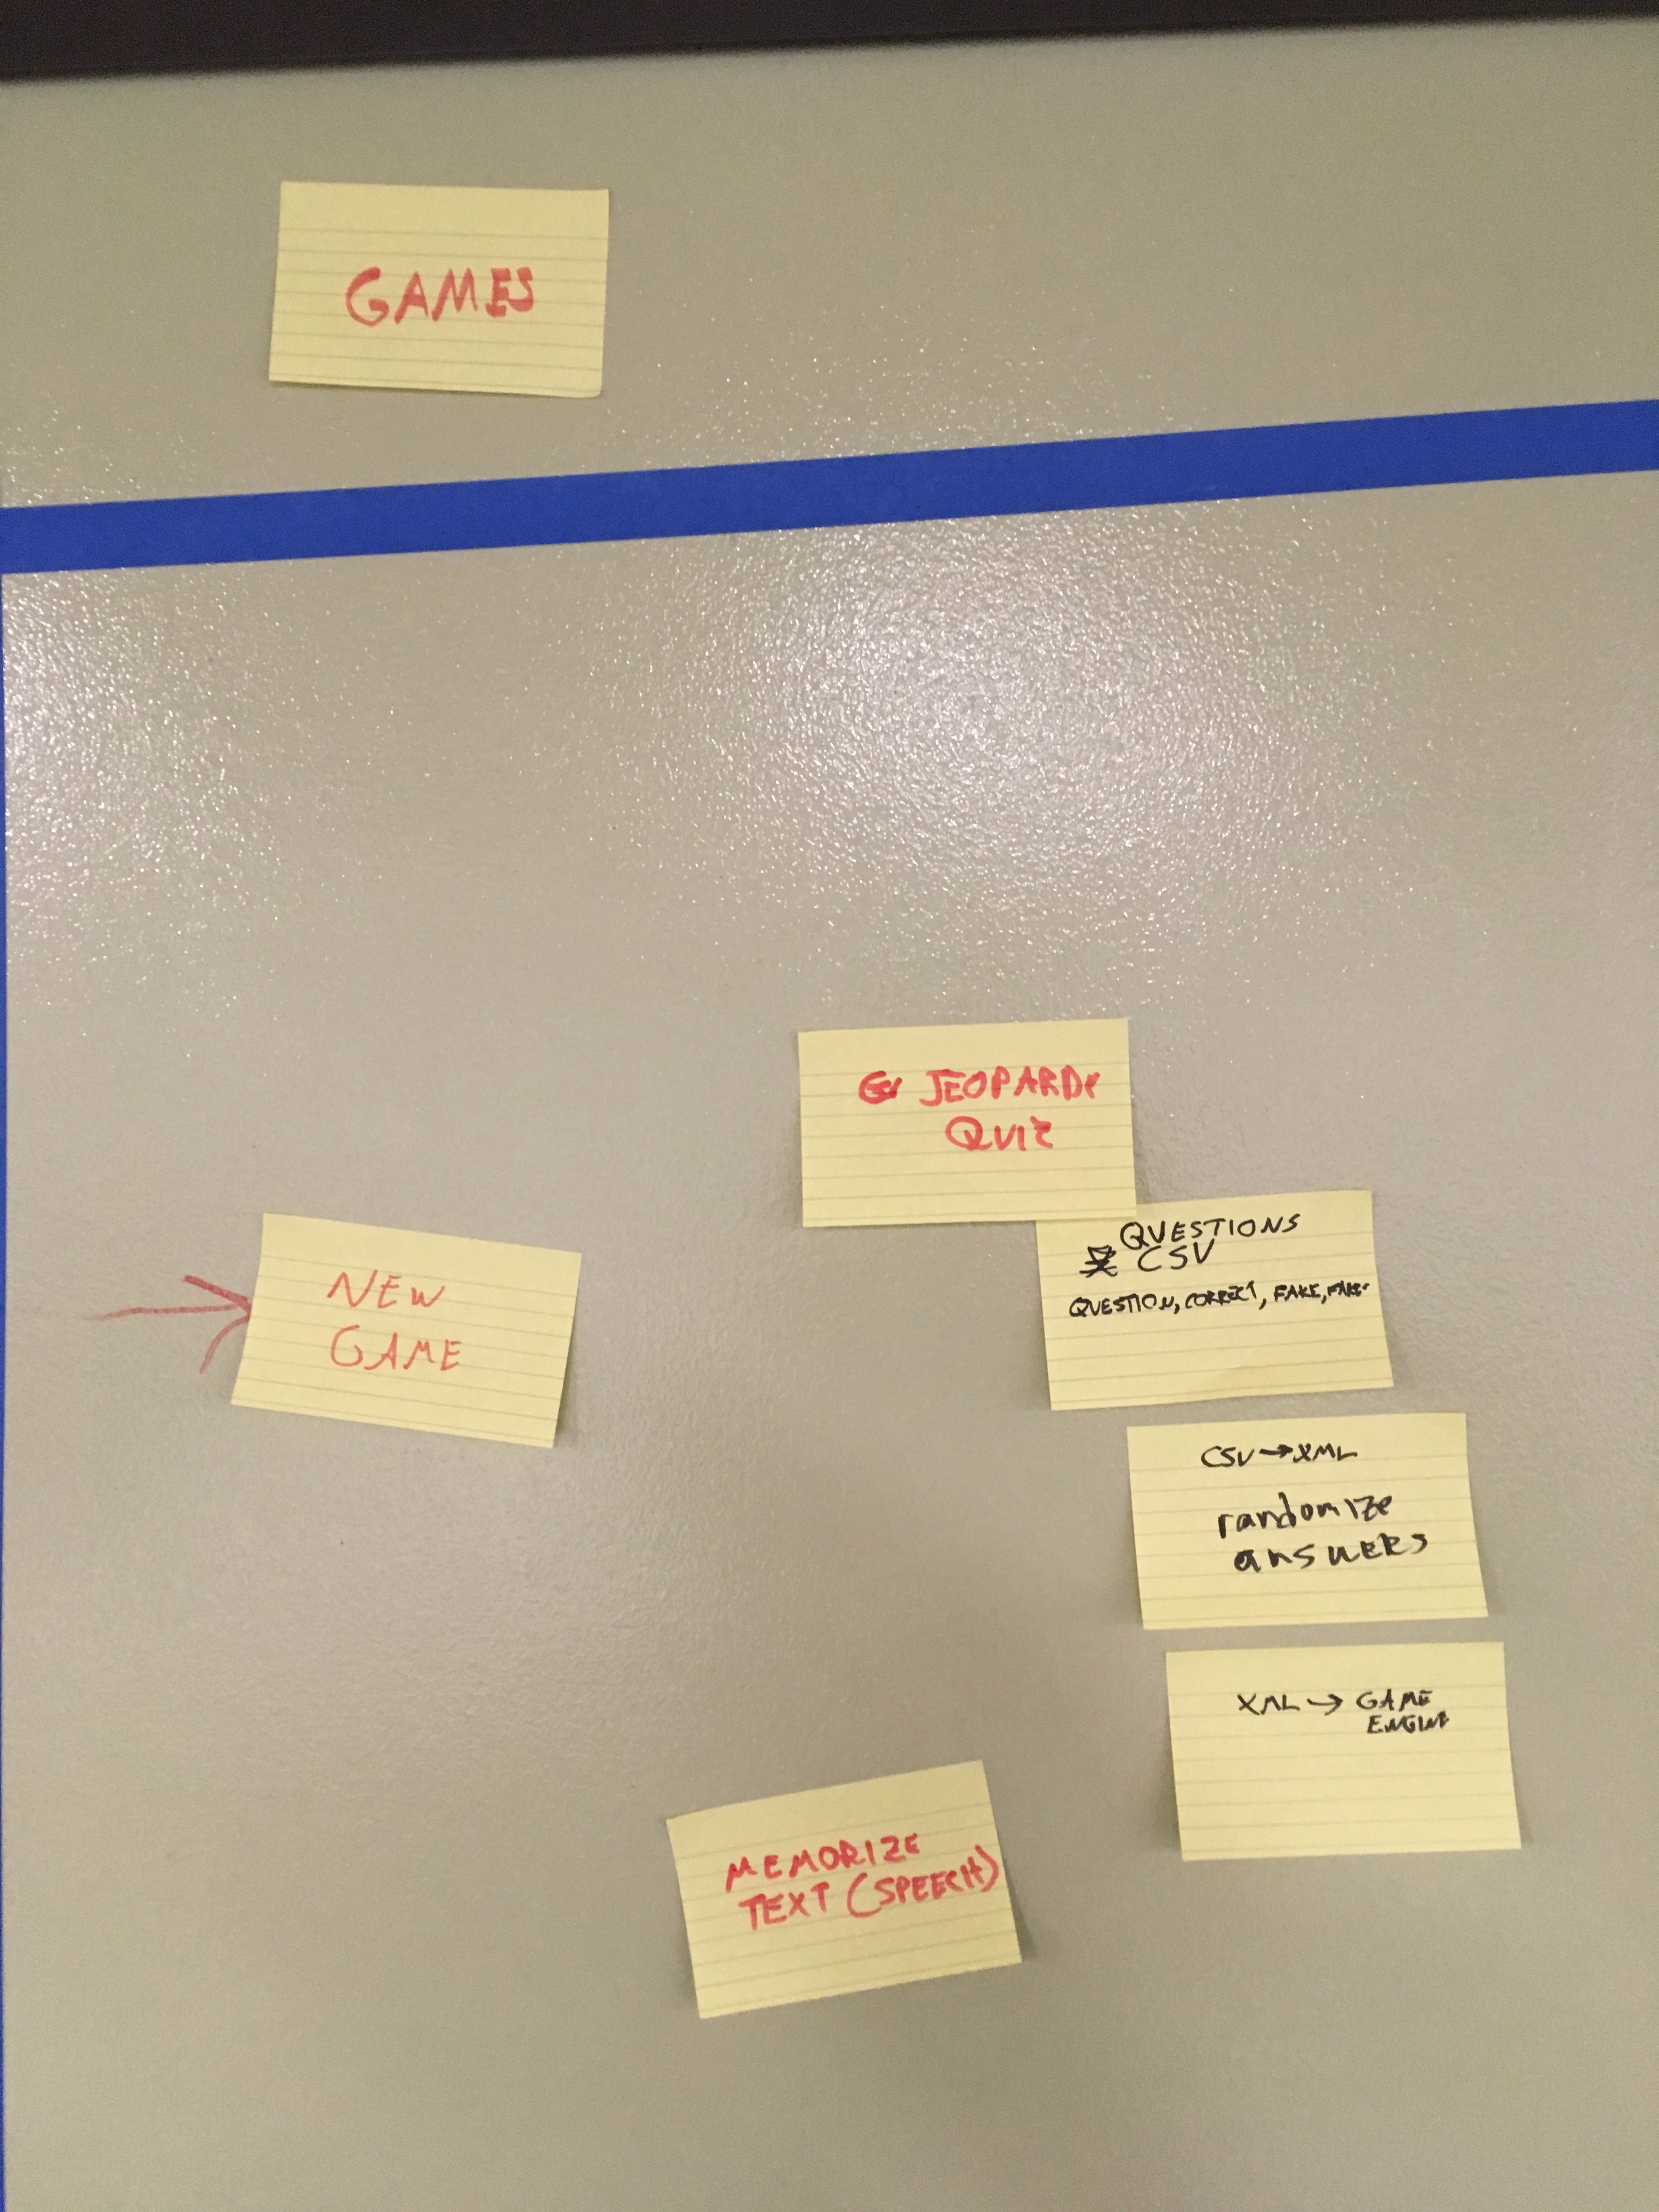 GAMES
JEOPARDY
QUIZ
QUESTIONS
CSV
QUESTION, CORRECT, FAKE, FAKE
NEW
GAME
CSV → XML
randomize
answers
XML → GAME
ENGINE
MEMORIZE
TEXT (SPEECH)